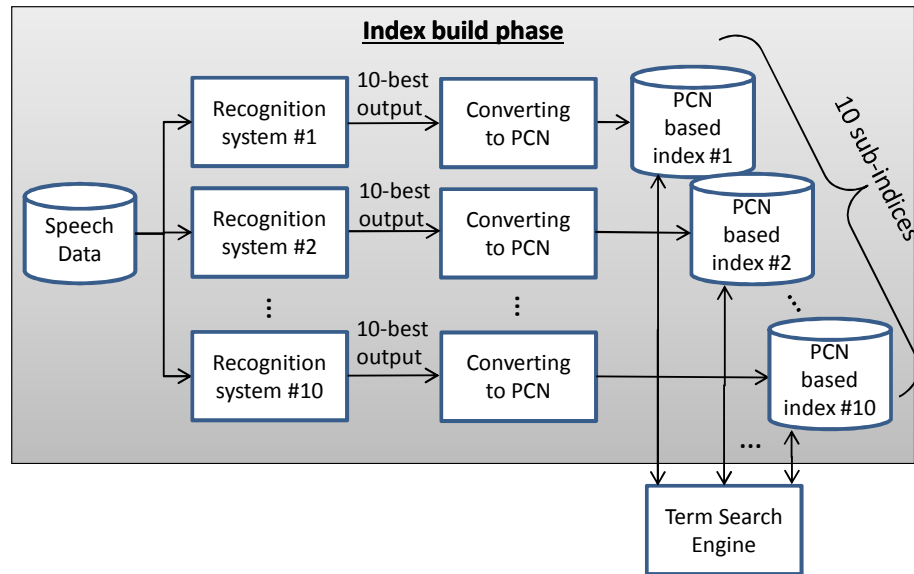 Index build phase
10-best
output
Recognition
system #1
Converting
to PCN
PCN
based
index #1
10 sub-indices
Speech
Data
10-best
output
Recognition
system #2
Converting
to PCN
PCN
based
index #2
...
...
...
10-best
output
Recognition
system #10
Converting
to PCN
PCN
based
index #10
...
Term Search
Engine